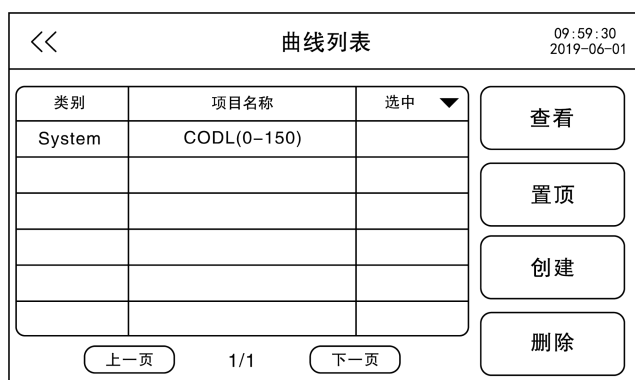 << 曲线列表 09:59:30
2019-06-01
类别 项目名称 选中
System CODL(0-150)
查看
置顶
创建
删除
上一页 1/1 下一页